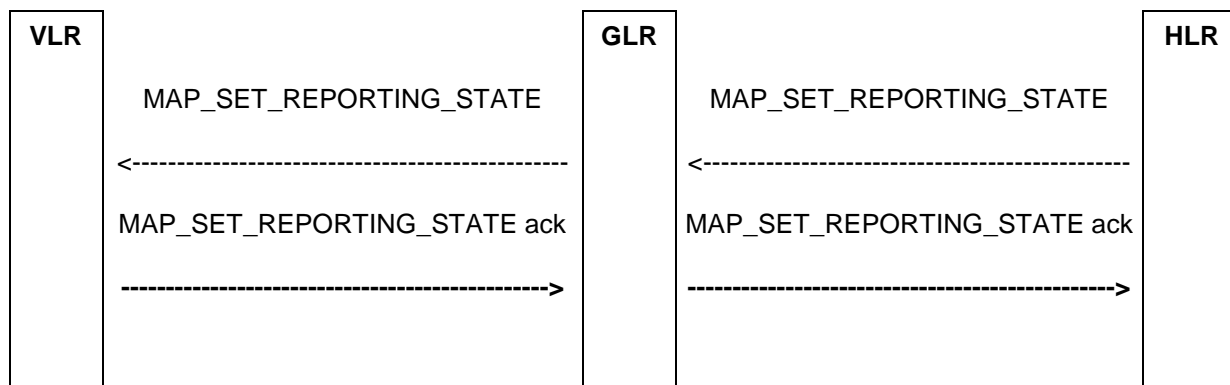 VLR GLR HLR
MAP_SET_REPORTING_STATE MAP_SET_REPORTING_STATE
<------------------------------------------------- <------------------------------------------------
MAP_SET_REPORTING_STATE ack MAP_SET_REPORTING_STATE ack
------------------------------------------------> ------------------------------------------------>